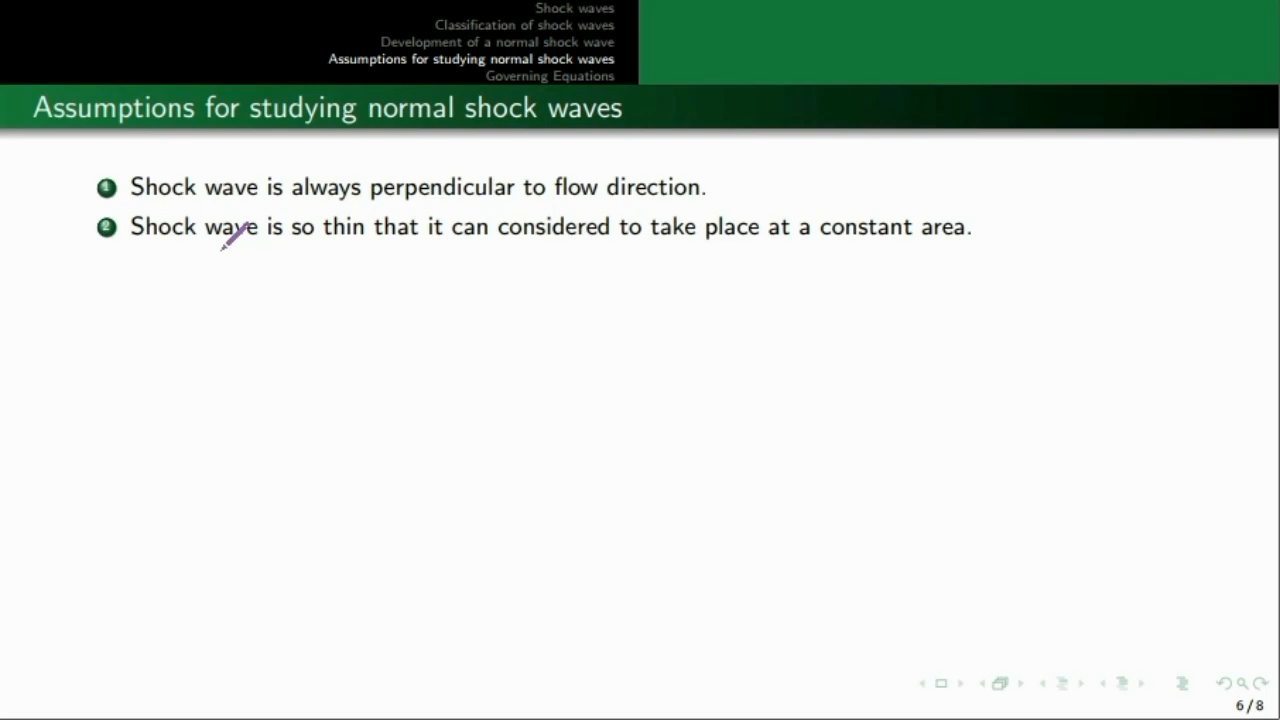 Shock waves
Classification of shock waves
Development of a normal shock wave
Assumptions for studying normal shock waves
Governing Equations
Assumptions for studying normal shock waves
1 Shock wave is always perpendicular to flow direction.
2 Shock wave is so thin that it can considered to take place at a constant area.
6/8